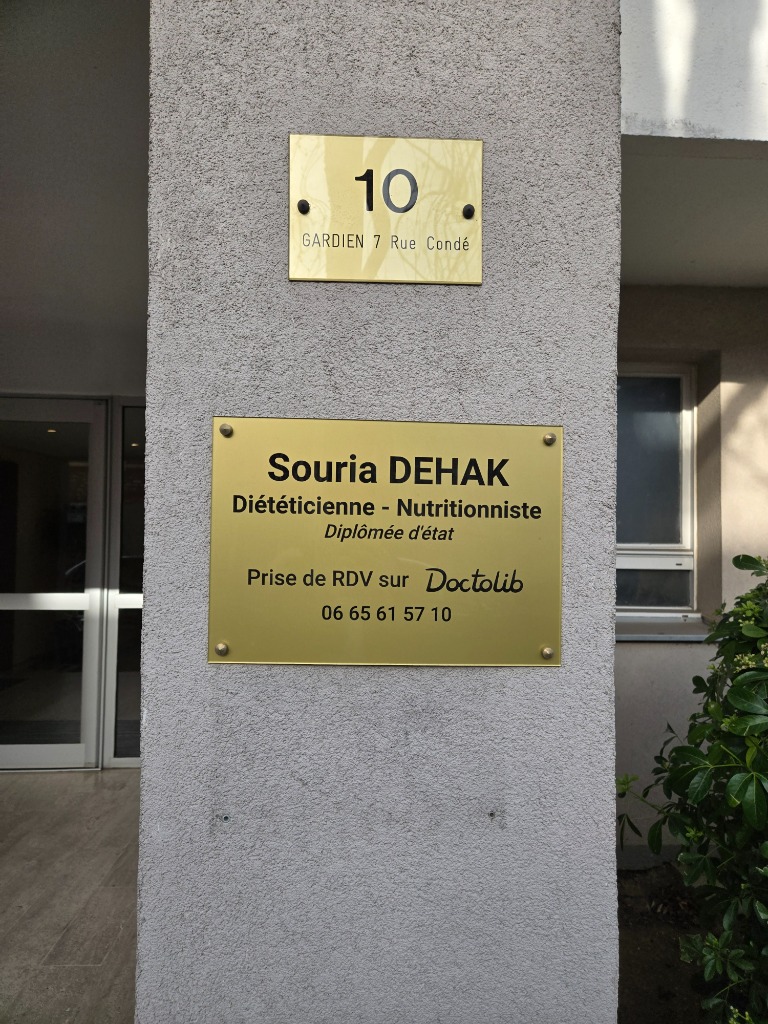 10
GARDIEN 7 Rue Condé
Souria DEHAK
Diététicienne - Nutritionniste
Diplômée d'état
Prise de RDV sur Doctolib
06 65 61 57 10